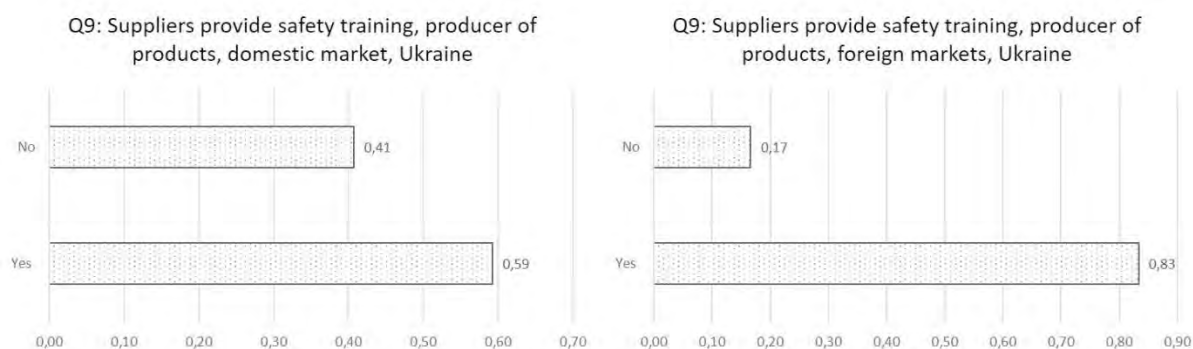 Q9: Suppliers provide safety training, producer of
products, domestic market, Ukraine
No
0,41
Yes
0,59
0,00 0,10 0,20 0,30 0,40 0,50 0,60 0,70
Q9: Suppliers provide safety training, producer of
products, foreign markets, Ukraine
No
0,17
Yes
0,83
0,00 0,10 0,20 0,30 0,40 0,50 0,60 0,70 0,80 0,90